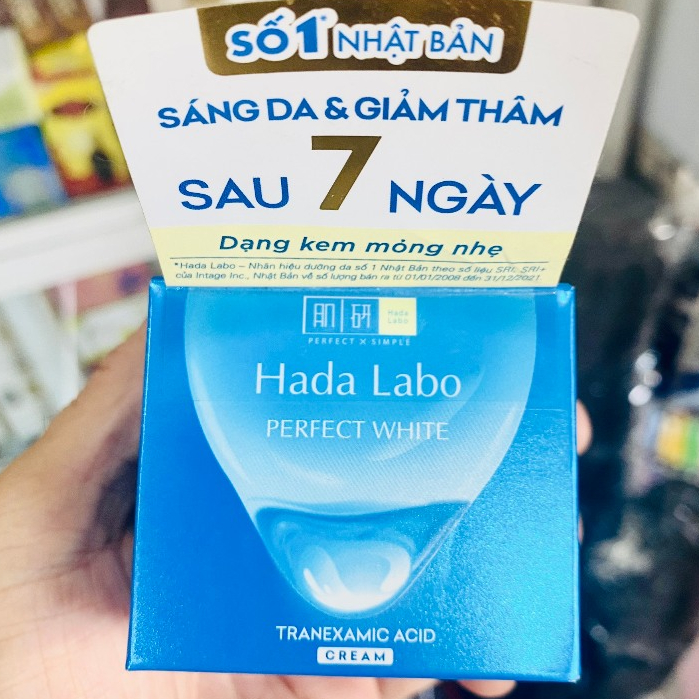 SỐ 1* NHẬT BẢN
SÁNG DA & GIẢM THÂM
SAU 7 NGÀY
Dạng kem mỏng nhẹ
*Hada Labo – Nhãn hiệu dưỡng da số 1 Nhật Bản theo số liệu SRI, SRI+
của Intage Inc., Nhật Bản về số lượng bán ra từ 01/01/2008 đến 31/12/2021
肌研 Hada
Labo
PERFECT X SIMPLE
Hada Labo
PERFECT WHITE
TRANEXAMIC ACID
CREAM